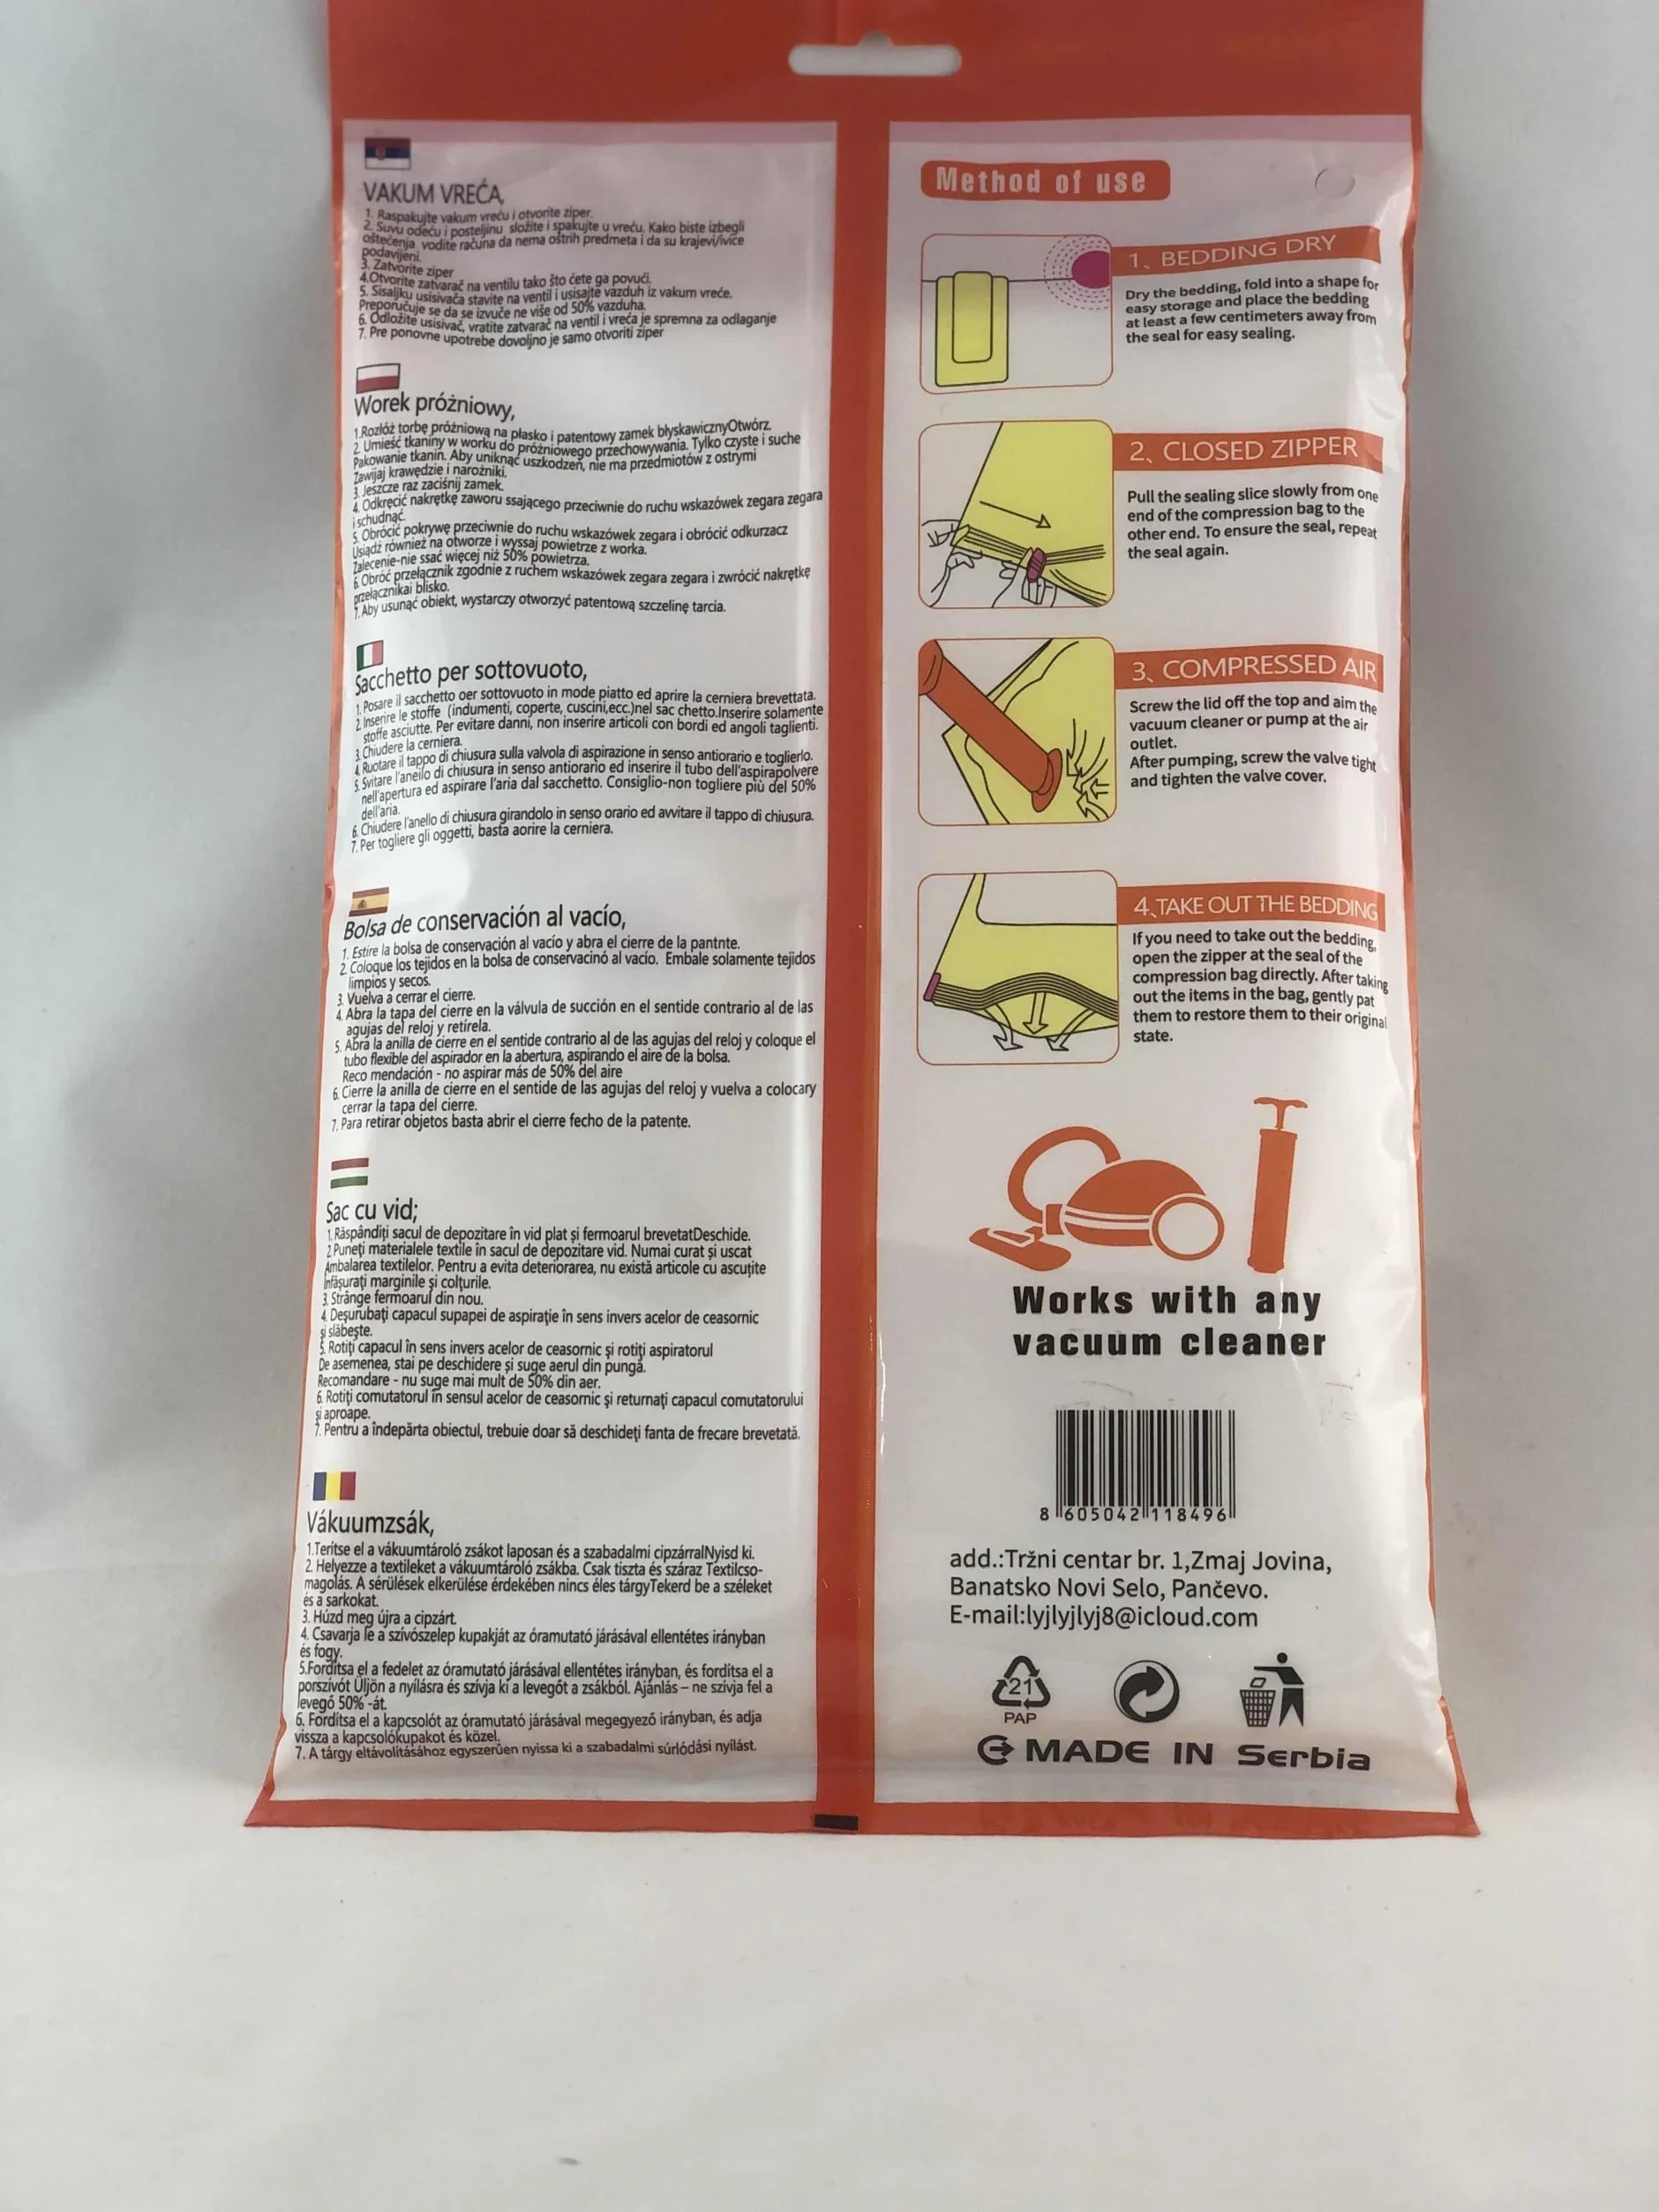 VAKUM VREĆA,
1. Raspakujte vakum vreću i otvorite ziper.
2. Suvu odeću i posteljinu složite i spakujte u vreću. Kako biste izbegli
oštećenja vodite računa da nema oštrih predmeta i da su krajevi/ivice
podavijeni.
3. Zatvorite ziper
4.Otvorite zatvarač na ventilu tako što ćete ga povući.
5. Sisaljku usisivača stavite na ventil i usisajte vazduh iz vakum vreće.
Preporučuje se da se izvuče ne više od 50% vazduha.
6. Odložite usisivač, vratite zatvarač na ventil i vreća je spremna za odlaganje
7. Pre ponovne upotrebe dovoljno je samo otvoriti ziper
Worek próżniowy,
1.Rozłóż torbę próżniową na płasko i patentowy zamek błyskawicznyOtwórz.
2. Umieść tkaniny w worku do próżniowego przechowywania. Tylko czyste i suche
Pakowanie tkanin. Aby uniknąć uszkodzeń, nie ma przedmiotów z ostrymi
Zawijaj krawędzie i narożniki.
3. Jeszcze raz zaciśnij zamek.
4. Odkręcić nakrętkę zaworu ssającego przeciwnie do ruchu wskazówek zegara zegara
i schudnąć.
5. Obrócić pokrywę przeciwnie do ruchu wskazówek zegara i obrócić odkurzacz
Usiądź również na otworze i wyssaj powietrze z worka.
Zalecenie-nie ssać więcej niż 50% powietrza.
6. Obróć przełącznik zgodnie z ruchem wskazówek zegara zegara i zwrócić nakrętkę
przełącznikai blisko.
7. Aby usunąć obiekt, wystarczy otworzyć patentową szczelinę tarcia.
Sacchetto per sottovuoto,
1. Posare il sacchetto oer sottovuoto in mode piatto ed aprire la cerniera brevettata.
2. Inserire le stoffe (indumenti, coperte, cuscini,ecc.)nel sac chetto.Inserire solamente
stoffe asciutte. Per evitare danni, non inserire articoli con bordi ed angoli taglienti.
3. Chiudere la cerniera.
4. Ruotare il tappo di chiusura sulla valvola di aspirazione in senso antiorario e toglierlo.
5. Svitare l'anello di chiusura in senso antiorario ed inserire il tubo dell'aspirapolvere
nell'apertura ed aspirare l'aria dal sacchetto. Consiglio-non togliere più del 50%
dell'aria.
6. Chiudere l'anello di chiusura girandolo in senso orario ed avvitare il tappo di chiusura.
7. Per togliere gli oggetti, basta aorire la cerniera.
Bolsa de conservación al vacío,
1. Estire la bolsa de conservación al vacío y abra el cierre de la pantnte.
2. Coloque los tejidos en la bolsa de conservacinó al vacío. Embale solamente tejidos
limpios y secos.
3. Vuelva a cerrar el cierre.
4. Abra la tapa del cierre en la válvula de succión en el sentide contrario al de las
agujas del reloj y retírela.
5. Abra la anilla de cierre en el sentide contrario al de las agujas del reloj y coloque el
tubo flexible del aspirador en la abertura, aspirando el aire de la bolsa.
Reco mendación - no aspirar más de 50% del aire
6. Cierre la anilla de cierre en el sentide de las agujas del reloj y vuelva a colocary
cerrar la tapa del cierre.
7. Para retirar objetos basta abrir el cierre fecho de la patente.
Sac cu vid;
1. Răspândiți sacul de depozitare în vid plat și fermoarul brevetatDeschide.
2 Puneți materialele textile în sacul de depozitare vid. Numai curat și uscat
Ambalarea textilelor. Pentru a evita deteriorarea, nu există articole cu ascuțite
Înfășurați marginile și colțurile.
3. Strânge fermoarul din nou.
4. Deșurubați capacul supapei de aspirație în sens invers acelor de ceasornic
și slăbește.
5. Rotiți capacul în sens invers acelor de ceasornic și rotiți aspiratorul
De asemenea, stai pe deschidere și suge aerul din pungă.
Recomandare - nu suge mai mult de 50% din aer.
6. Rotiți comutatorul în sensul acelor de ceasornic și returnați capacul comutatorului
și aproape.
7. Pentru a îndepărta obiectul, trebuie doar să deschideți fanta de frecare brevetată.
Vákuumzsák,
1.Terítse el a vákuumtároló zsákot laposan és a szabadalmi cipzárralNyisd ki.
2. Helyezze a textileket a vákuumtároló zsákba. Csak tiszta és száraz Textilcso-
magolás. A sérülések elkerülése érdekében nincs éles tárgyTekerd be a széleket
és a sarkokat.
3. Húzd meg újra a cipzárt.
4. Csavarja le a szívószelep kupakját az óramutató járásával ellentétes irányban
és fogy.
5.Fordítsa el a fedelet az óramutató járásával ellentétes irányban, és fordítsa el a
porszívót Üljön a nyílásra és szívja ki a levegőt a zsákból. Ajánlás – ne szívja fel a
levegő 50% -át.
6. Fordítsa el a kapcsolót az óramutató járásával megegyező irányban, és adja
vissza a kapcsolókupakot és közel.
7. A tárgy eltávolításához egyszerűen nyissa ki a szabadalmi súrlódási nyílást.
Method of use
1、BEDDING DRY
Dry the bedding, fold into a shape for
easy storage and place the bedding
at least a few centimeters away from
the seal for easy sealing.
2、CLOSED ZIPPER
Pull the sealing slice slowly from one
end of the compression bag to the
other end. To ensure the seal, repeat
the seal again.
3、COMPRESSED AIR
Screw the lid off the top and aim the
vacuum cleaner or pump at the air
outlet.
After pumping, screw the valve tight
and tighten the valve cover.
4、TAKE OUT THE BEDDING
If you need to take out the bedding,
open the zipper at the seal of the
compression bag directly. After taking
out the items in the bag, gently pat
them to restore them to their original
state.
Works with any
vacuum cleaner
8 605042 118496
add.:Tržni centar br. 1,Zmaj Jovina,
Banatsko Novi Selo, Pančevo.
E-mail:lyjlyjlyj8@icloud.com
21
PAP
MADE IN Serbia